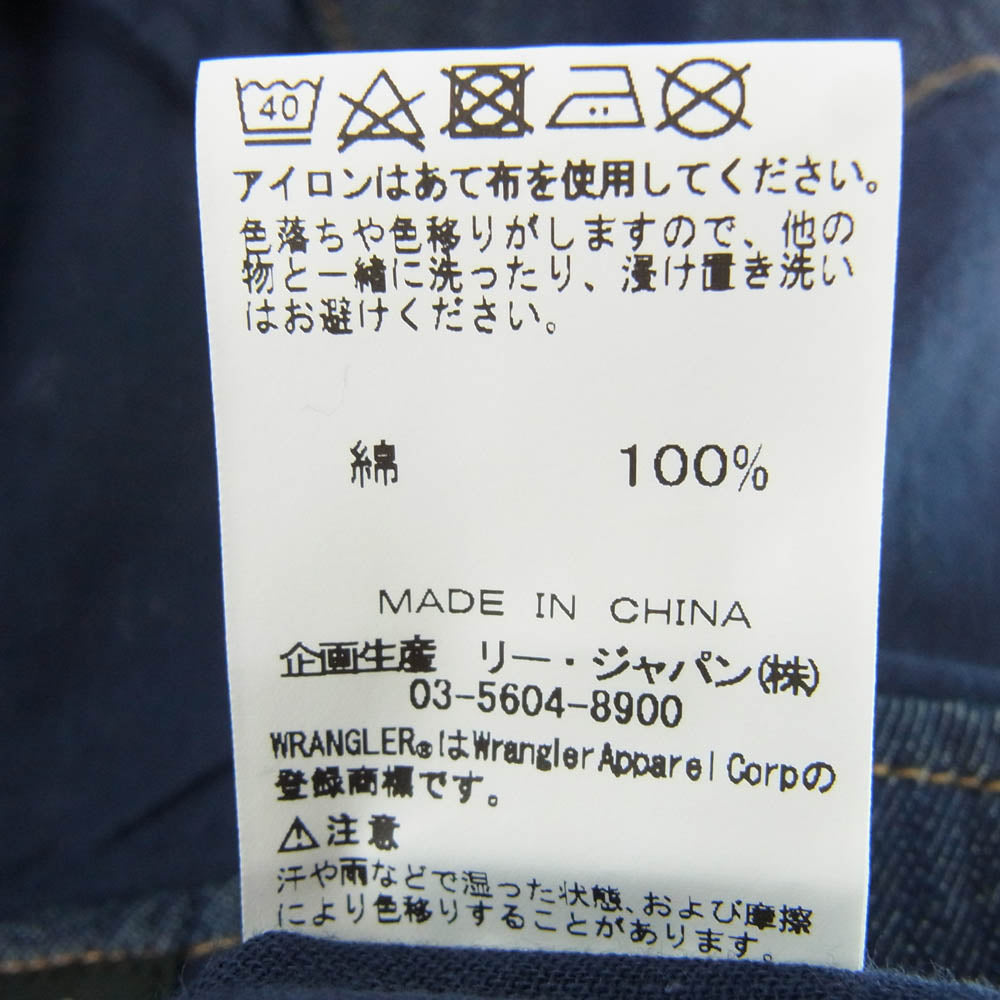 40
アイロンはあて布を使用してください。
色落ちや色移りがしますので、他の
物と一緒に洗ったり、浸け置き洗い
はお避けください。
綿 100%
MADE IN CHINA
企画生産 リー・ジャパン(株)
03-5604-8900
WRANGLER®はWrangler Apparel Corpの
登録商標です。
⚠注意
汗や雨などで湿った状態、および摩擦
により色移りすることがあります。